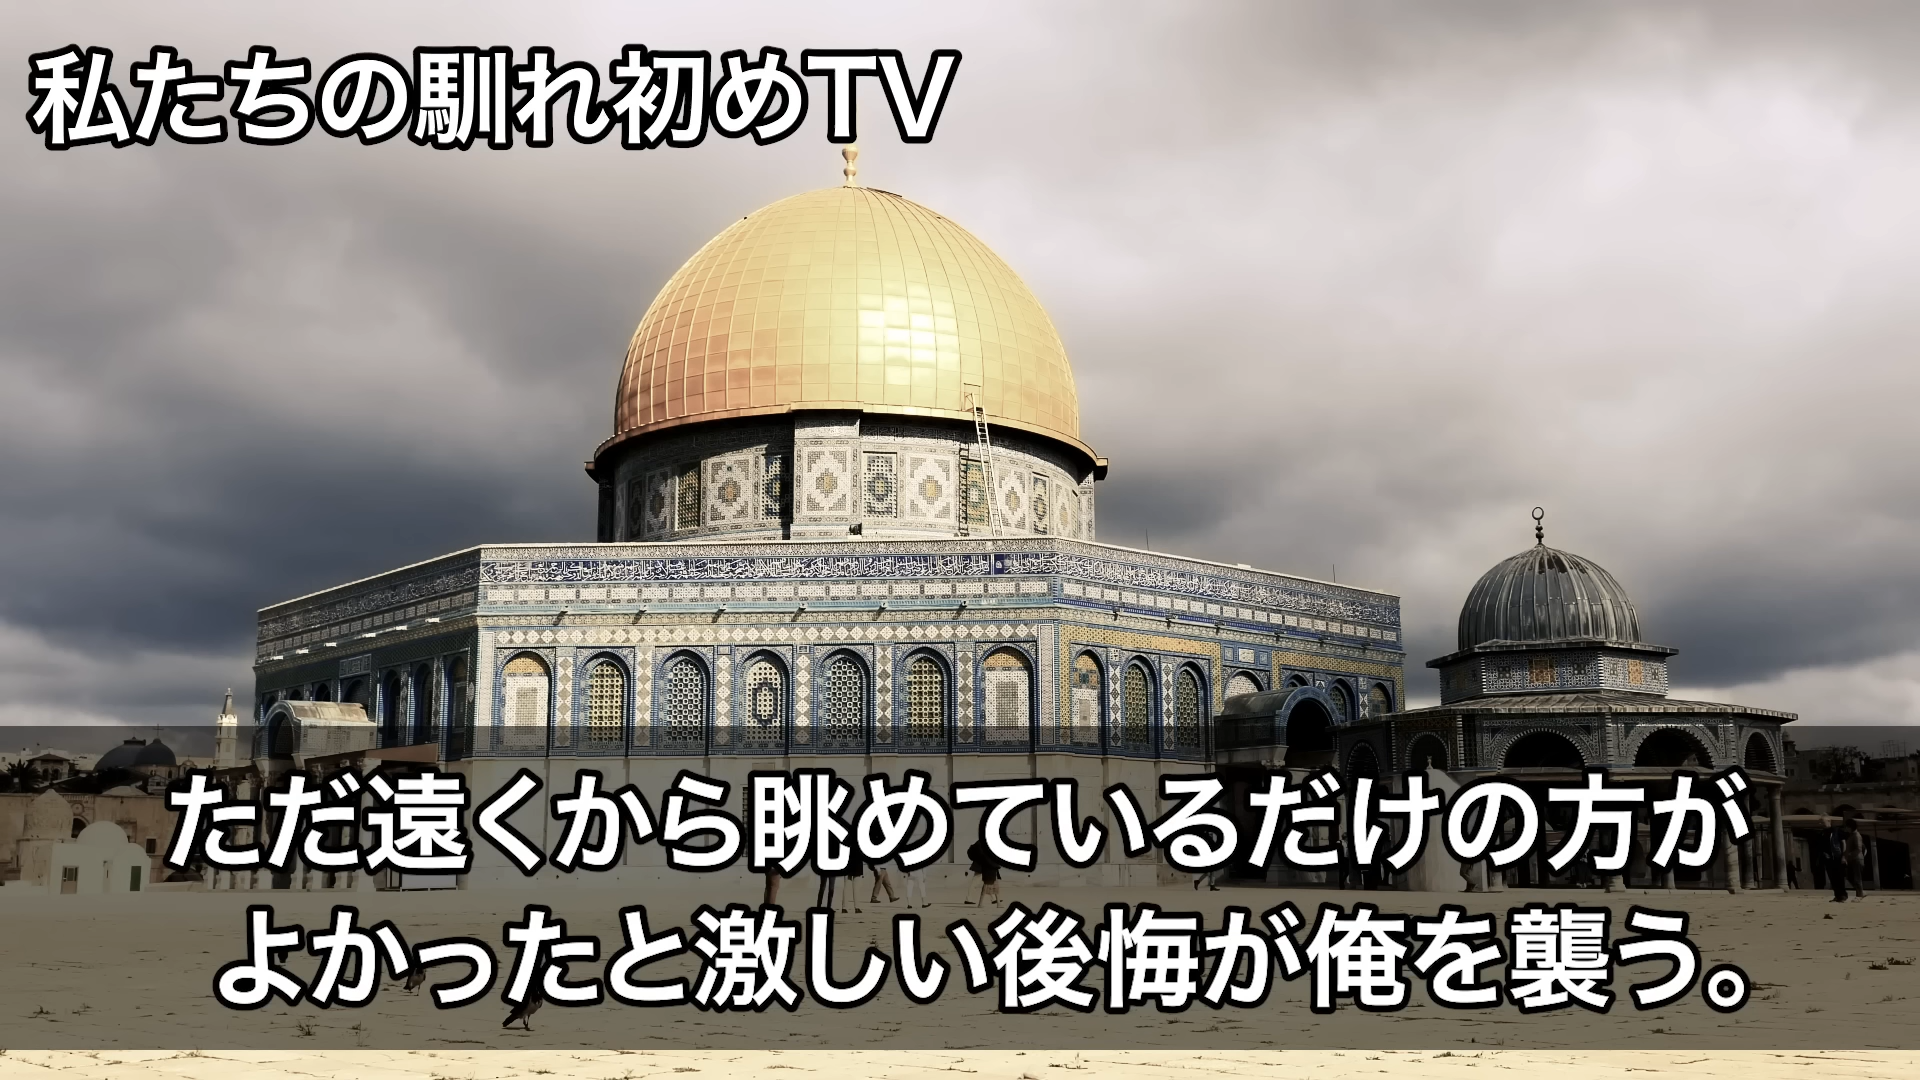 私たちの馴れ初めTV
ただ遠くから眺めているだけの方が
よかったと激しい後悔が俺を襲う。